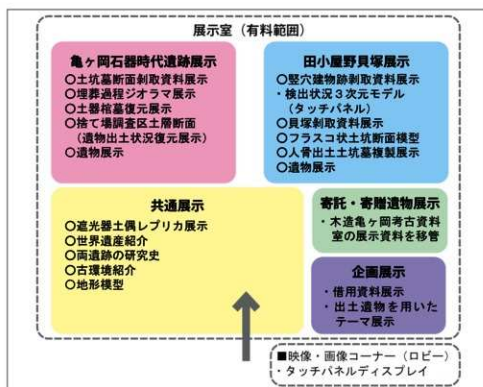 展示室（有料範囲）
亀ヶ岡石器時代遺跡展示
○土坑墓断面剥取資料展示
○埋葬過程ジオラマ展示
○土器棺墓復元展示
○捨て場調査区土層断面
（遺物出土状況復元展示）
○遺物展示
田小屋野貝塚展示
○竪穴建物跡剥取資料展示
・検出状況３次元モデル
（タッチパネル）
○貝塚剥取資料展示
○フラスコ状土坑断面模型
○人骨出土土坑墓複製展示
○遺物展示
共通展示
○遮光器土偶レプリカ展示
○世界遺産紹介
○両遺跡の研究史
○古環境紹介
○地形模型
寄託・寄贈遺物展示
・木造亀ヶ岡考古資料
室の展示資料を移管
企画展示
・借用資料展示
・出土遺物を用いた
テーマ展示
■映像・画像コーナー（ロビー）
・タッチパネルディスプレイ